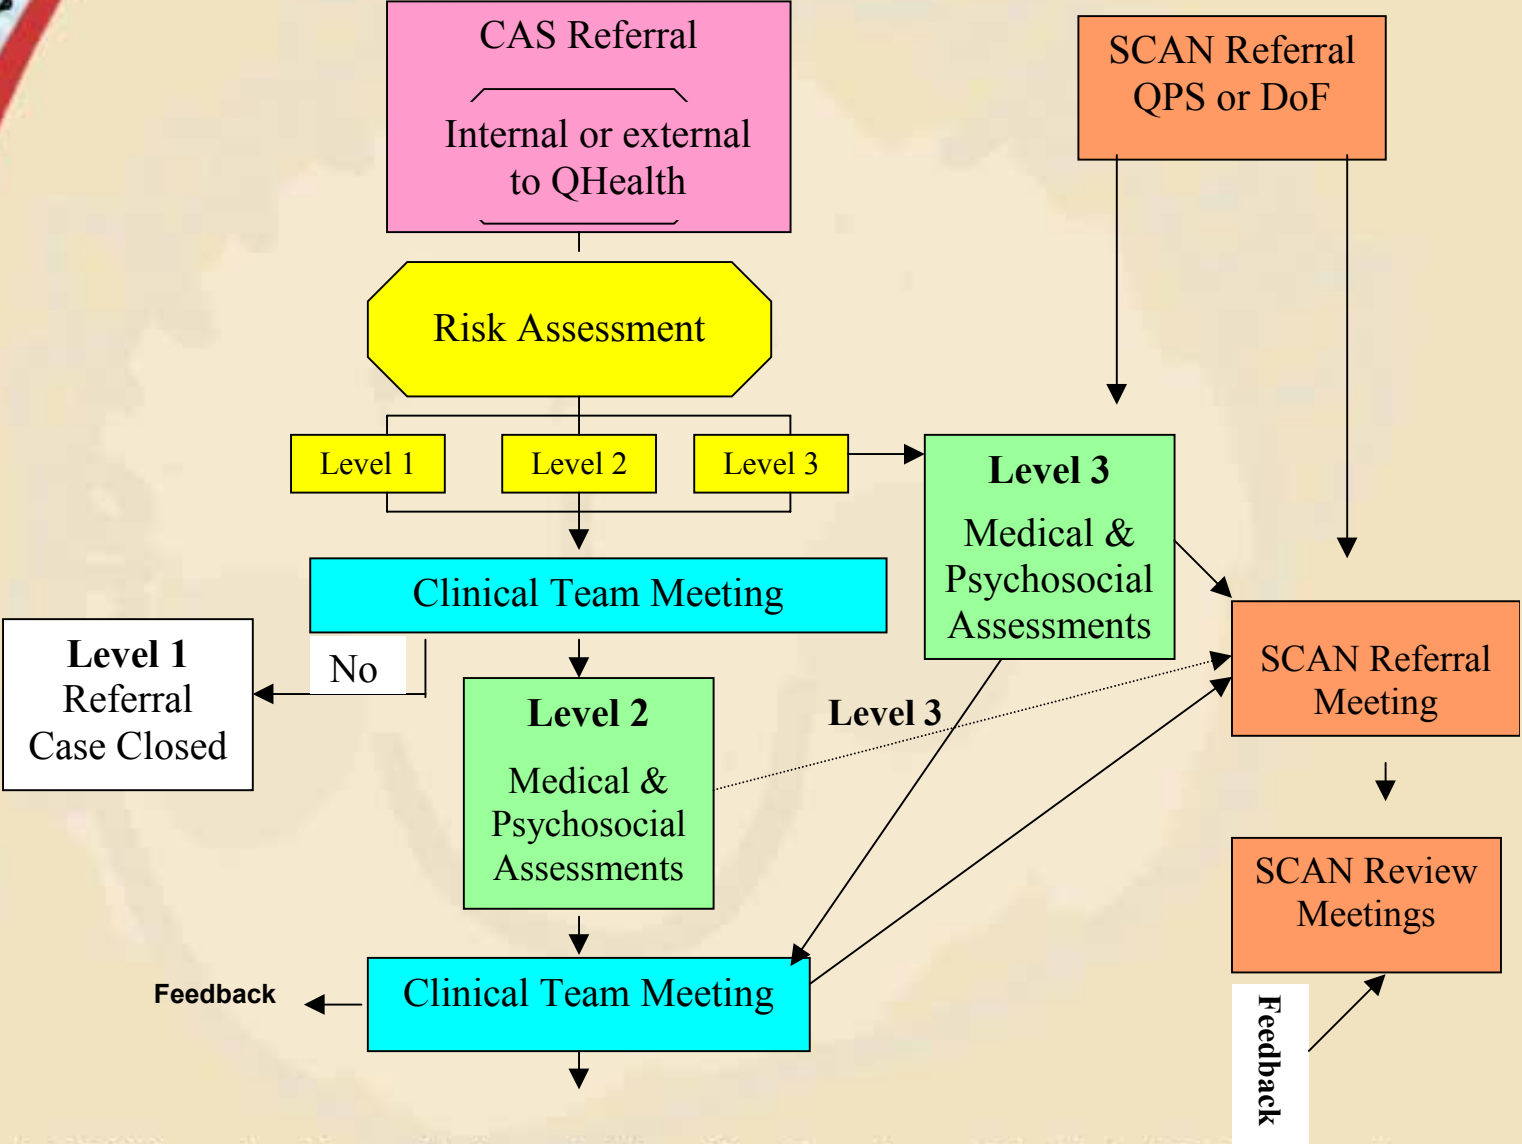 CAS Referral
Internal or external
to QHealth
SCAN Referral
QPS or DoF
Risk Assessment
Level 1
Level 2
Level 3
Level 3
Medical &
Psychosocial
Assessments
Clinical Team Meeting
No
Level 1
Referral
Case Closed
Level 2
Medical &
Psychosocial
Assessments
Level 3
SCAN Referral
Meeting
SCAN Review
Meetings
Clinical Team Meeting
Feedback
Feedback